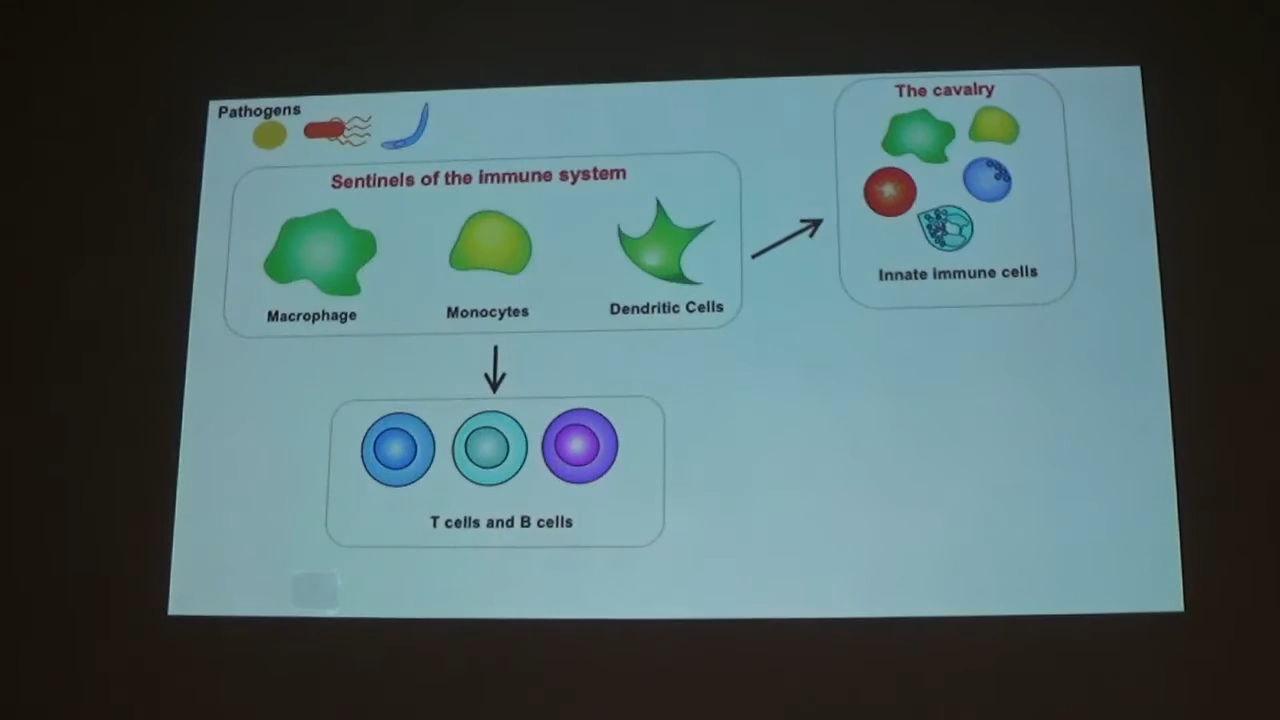 Pathogens
Sentinels of the immune system
Macrophage
Monocytes
Dendritic Cells
The cavalry
Innate immune cells
T cells and B cells